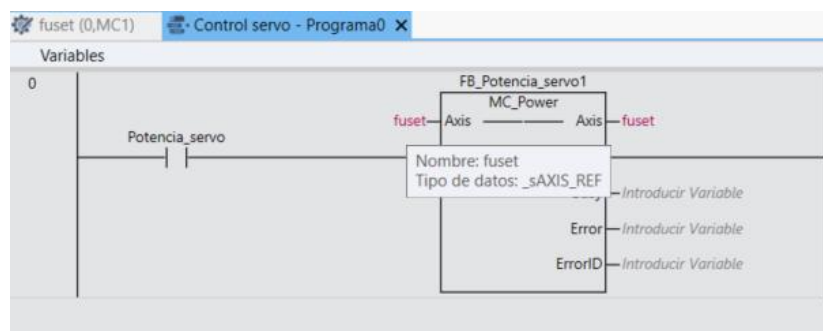 fuset (0,MC1) Control servo - Programa0
Variables
0
FB_Potencia_servo1
MC_Power
fuset Axis Axis fuset
Potencia_servo
Nombre: fuset
Tipo de datos: _sAXIS_REF
Introducir Variable
Error Introducir Variable
ErrorID Introducir Variable